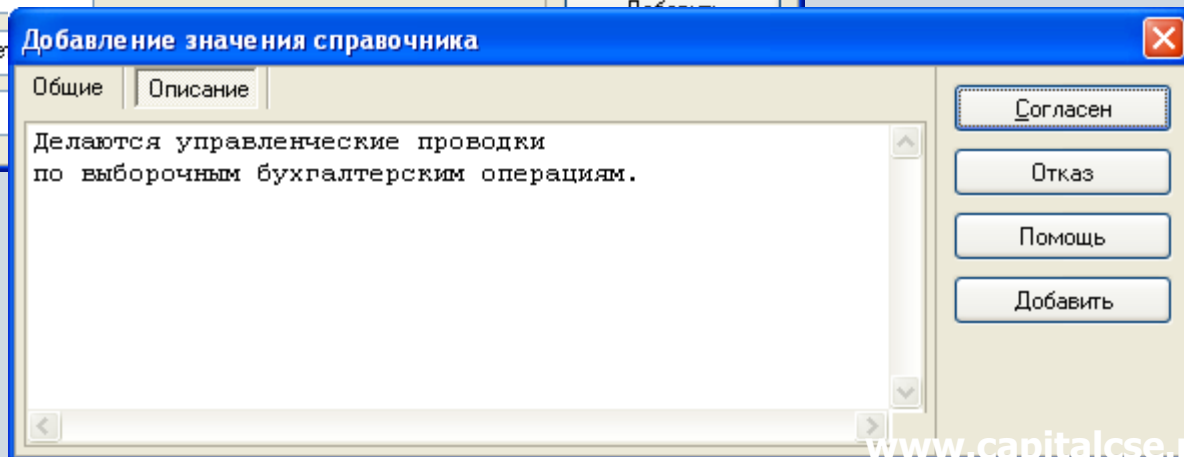 Добавление значения справочника
Общие
Описание
Делаются управленческие проводки
по выборочным бухгалтерским операциям.
Согласен
Отказ
Помощь
Добавить
www.capitalcse.